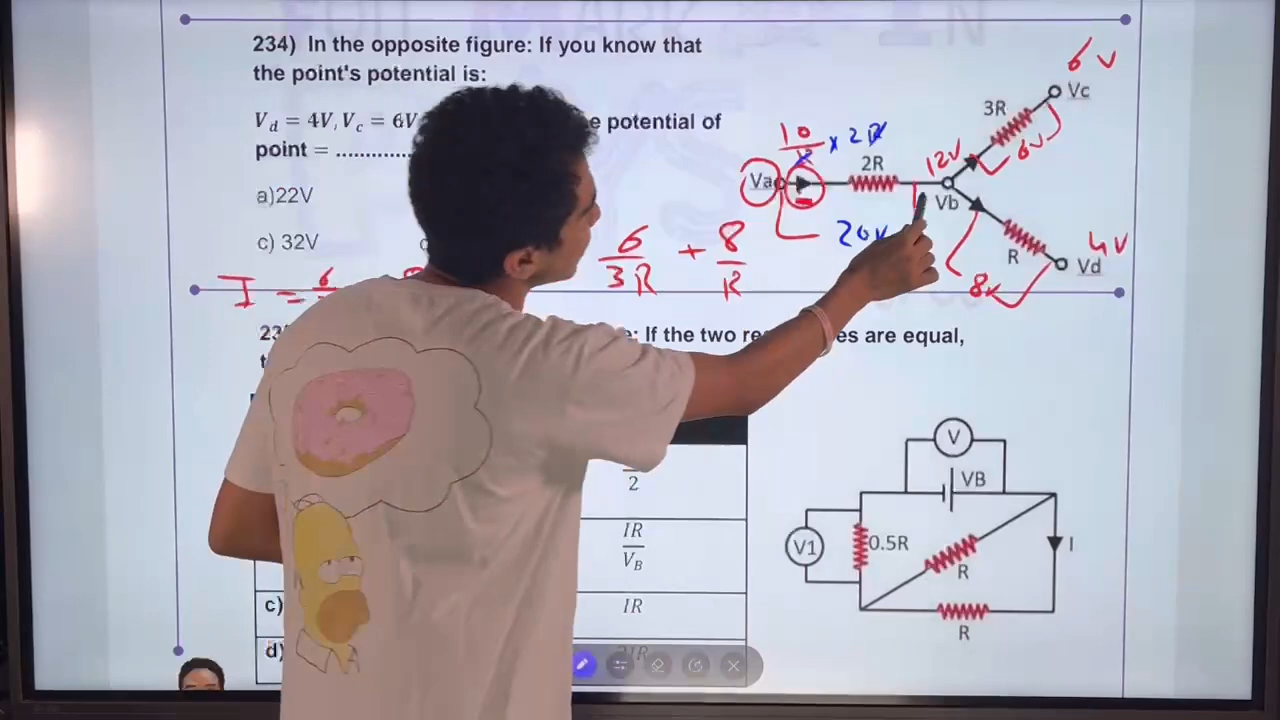 234) In the opposite figure: If you know that
the point's potential is:
V_d = 4V, V_c = 6V
potential of
point = ..............
a)22V
c) 32V
10/R × 2R
20V
6/3R + 8/R
I = 6
Va
2R
12V
Vb
3R
6V
6V
Vc
R
8V
4V
Vd
If the two
are equal,
2
IR/V_B
c)
IR
d)
V
VB
V1
0.5R
R
I
R